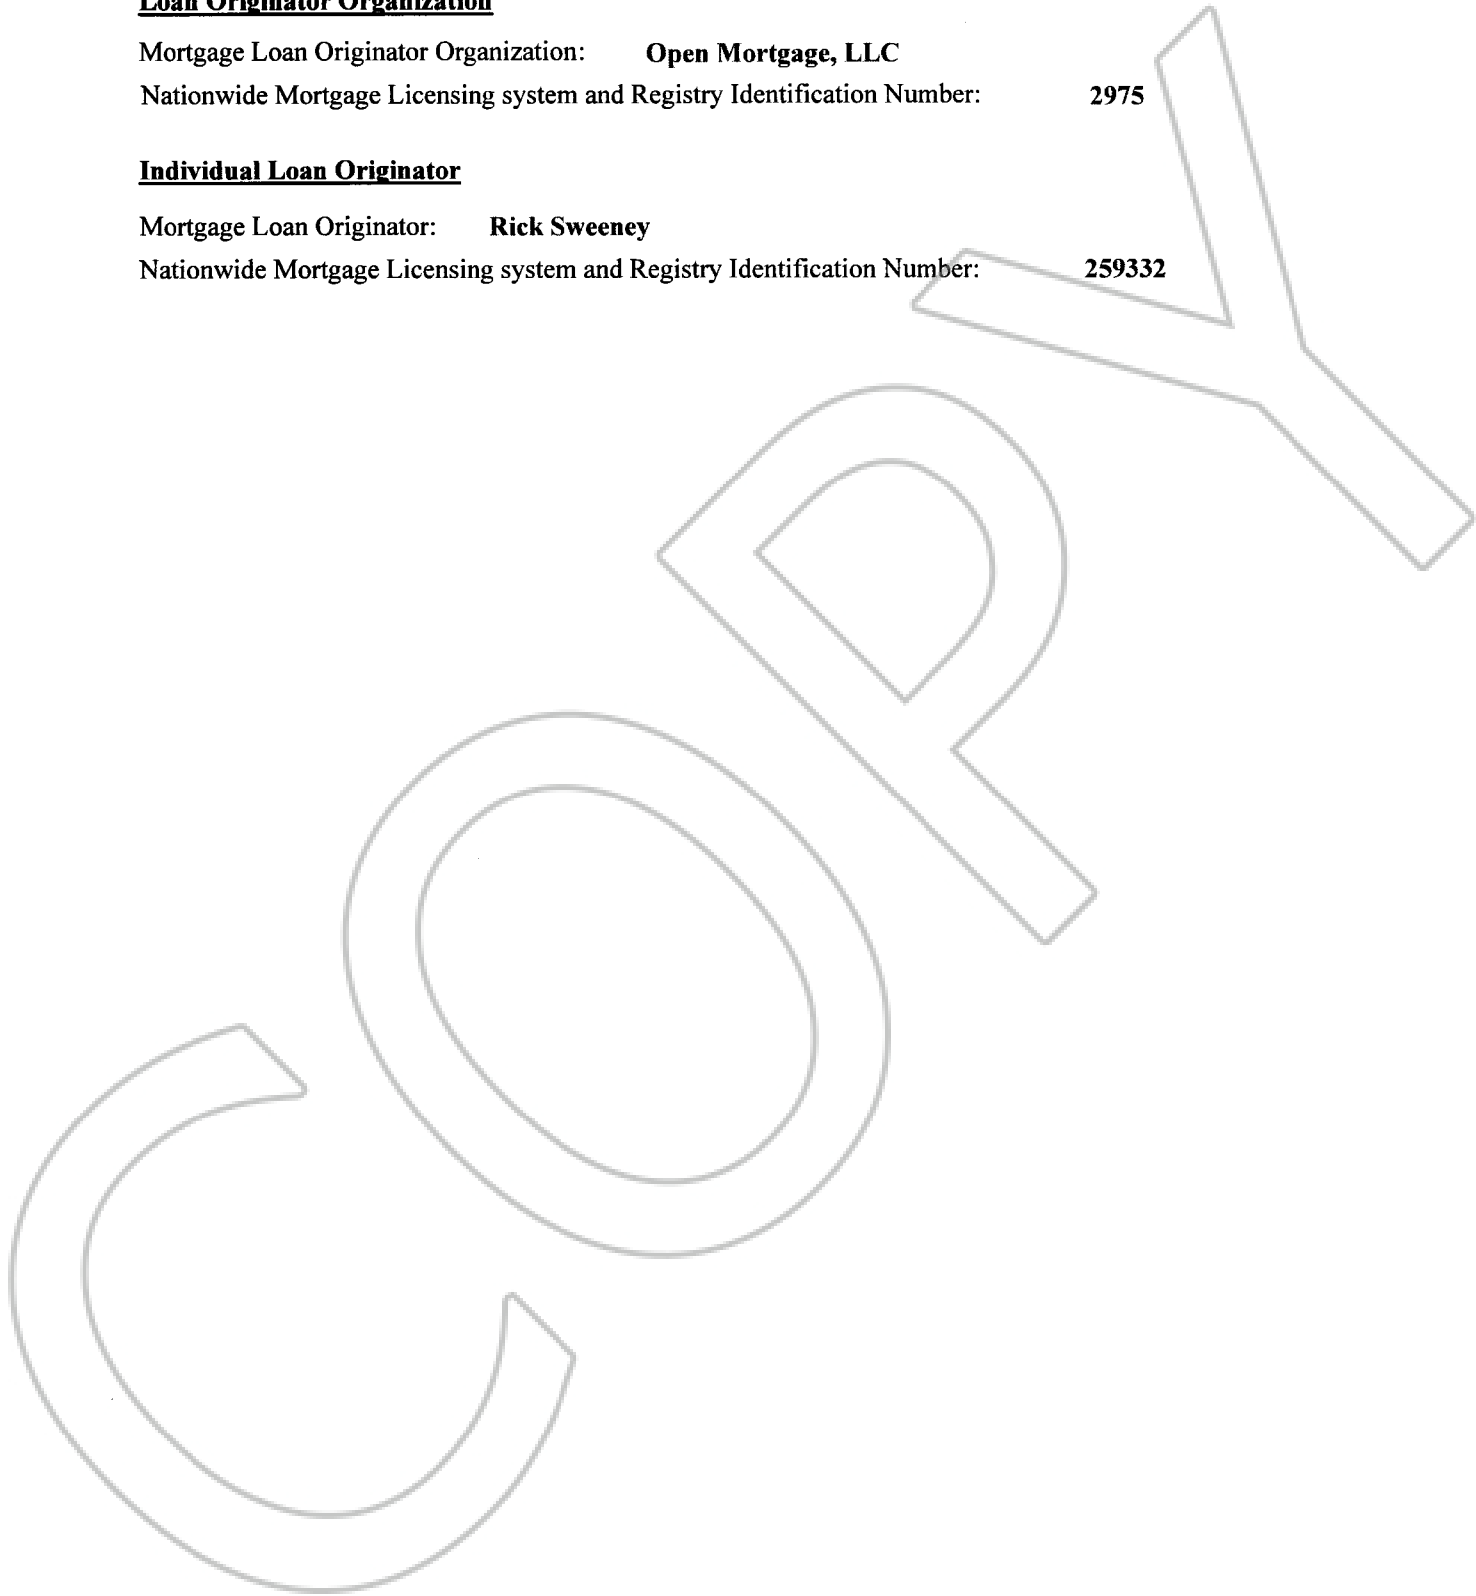 Loan Originator Organization
Mortgage Loan Originator Organization: Open Mortgage, LLC
Nationwide Mortgage Licensing system and Registry Identification Number: 2975
Individual Loan Originator
Mortgage Loan Originator: Rick Sweeney
Nationwide Mortgage Licensing system and Registry Identification Number: 259332
COPY